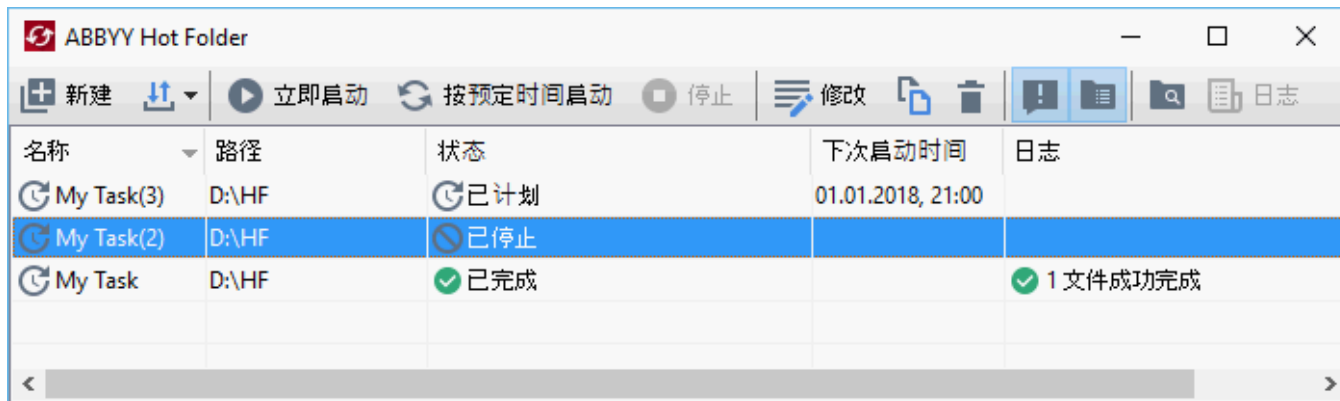 ABBYY Hot Folder
新建 立即启动 按预定时间启动 停止 修改 日志
名称 路径 状态 下次启动时间 日志
My Task(3) D:\HF 已计划 01.01.2018, 21:00
My Task(2) D:\HF 已停止
My Task D:\HF 已完成 1 文件成功完成